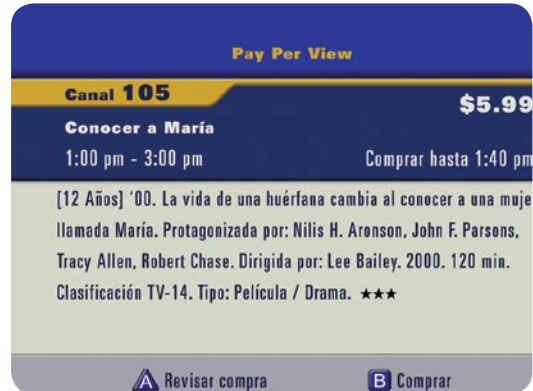 Pay Per View
Canal 105
$5.99
Conocer a María
1:00 pm - 3:00 pm Comprar hasta 1:40 pm
[12 Años] '00. La vida de una huérfana cambia al conocer a una muje
llamada María. Protagonizada por: Nilis H. Aronson, John F. Parsons,
Tracy Allen, Robert Chase. Dirigida por: Lee Bailey. 2000. 120 min.
Clasificación TV-14. Tipo: Película / Drama. ★★★
A Revisar compra B Comprar